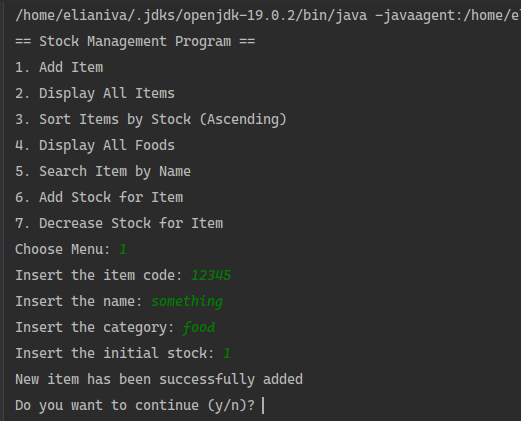 /home/elianiva/.jdks/openjdk-19.0.2/bin/java -javaagent:/home/el
== Stock Management Program ==
1. Add Item
2. Display All Items
3. Sort Items by Stock (Ascending)
4. Display All Foods
5. Search Item by Name
6. Add Stock for Item
7. Decrease Stock for Item
Choose Menu: 1
Insert the item code: 12345
Insert the name: something
Insert the category: food
Insert the initial stock: 1
New item has been successfully added
Do you want to continue (y/n)?